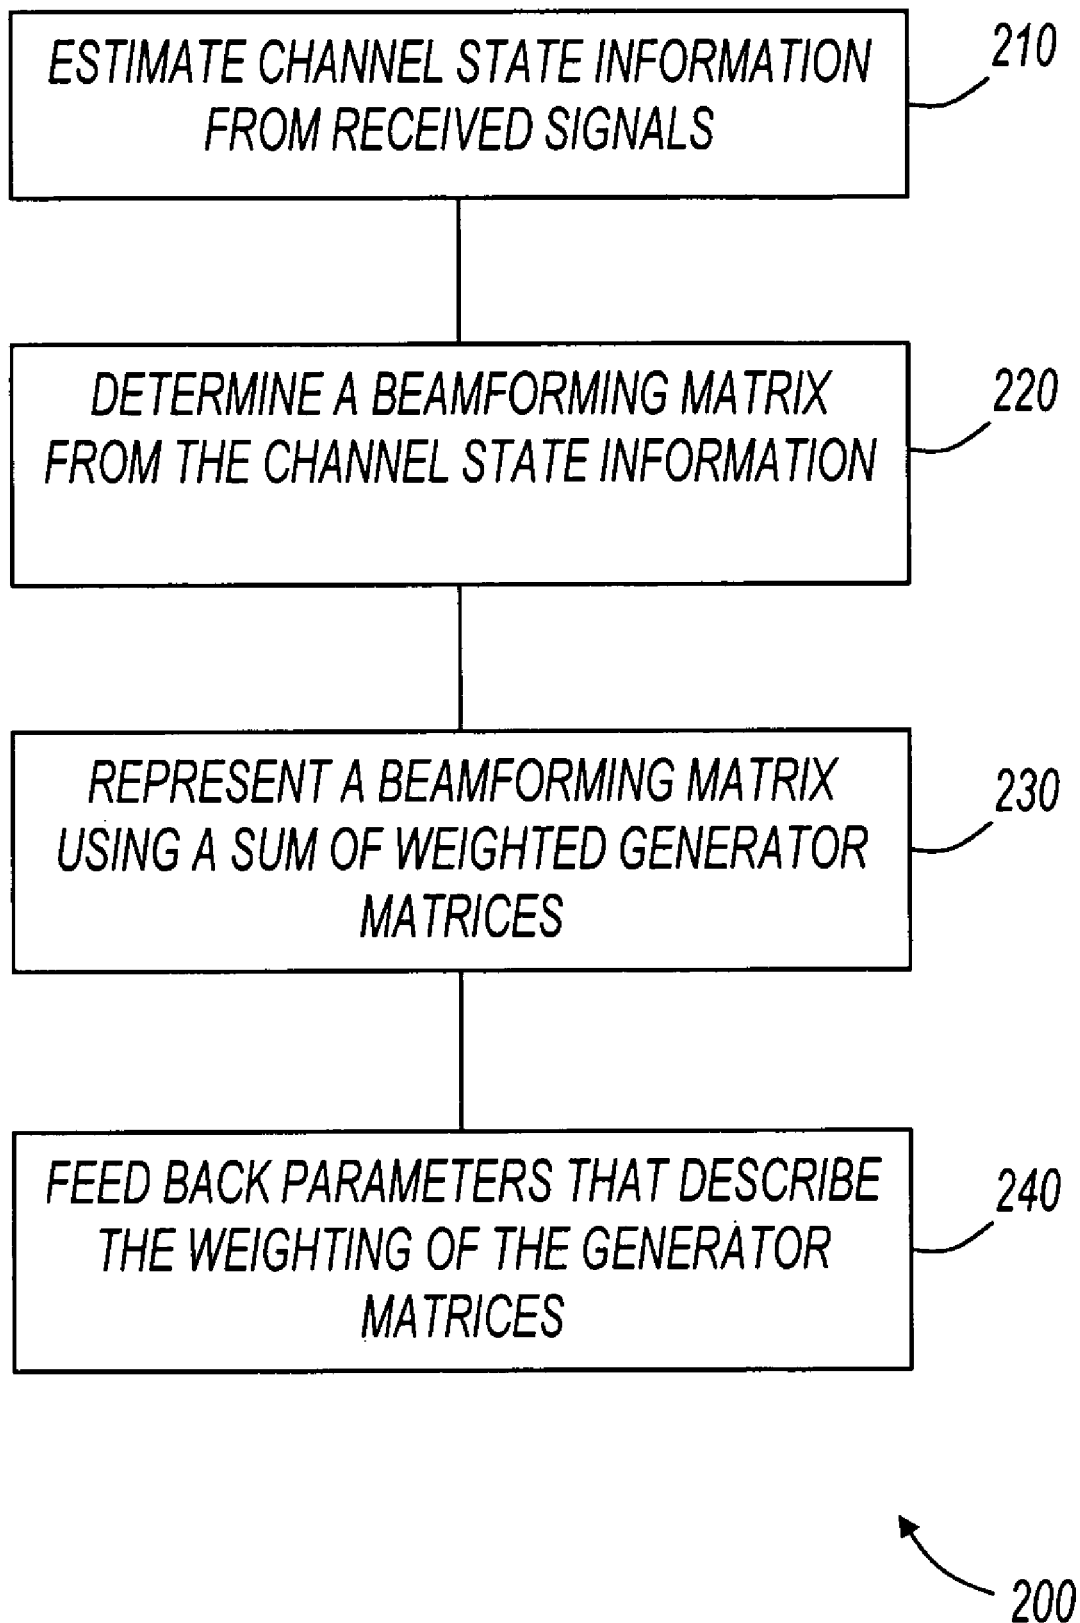 ESTIMATE CHANNEL STATE INFORMATION
FROM RECEIVED SIGNALS
210
DETERMINE A BEAMFORMING MATRIX
FROM THE CHANNEL STATE INFORMATION
220
REPRESENT A BEAMFORMING MATRIX
USING A SUM OF WEIGHTED GENERATOR
MATRICES
230
FEED BACK PARAMETERS THAT DESCRIBE
THE WEIGHTING OF THE GENERATOR
MATRICES
240
200